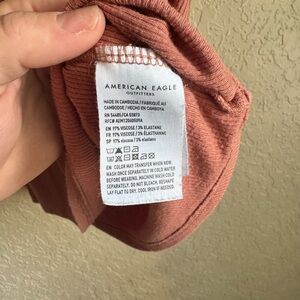 AMERICAN EAGLE
OUTFITTERS
MADE IN CAMBODIA / FABRIQUÉ AU
CAMBODGE / HECHO EN CAMBOYA
RN 54485/CA 05873
EN 97% VISCOSE / 3% ELASTANE
FR 97% VISCOSE / 3% ÉLASTHANNE
SP 97% viscosa / 3% elastano
EN COLOR MAY TRANSFER WHEN NEW.
WASH ONCE SEPARATELY IN COLD WATER
BEFORE WEARING. MACHINE WASH COLD
SEPARATELY. DO NOT BLEACH. RESHAPE
LAY FLAT TO DRY. COOL IRON IF
CLEAN.